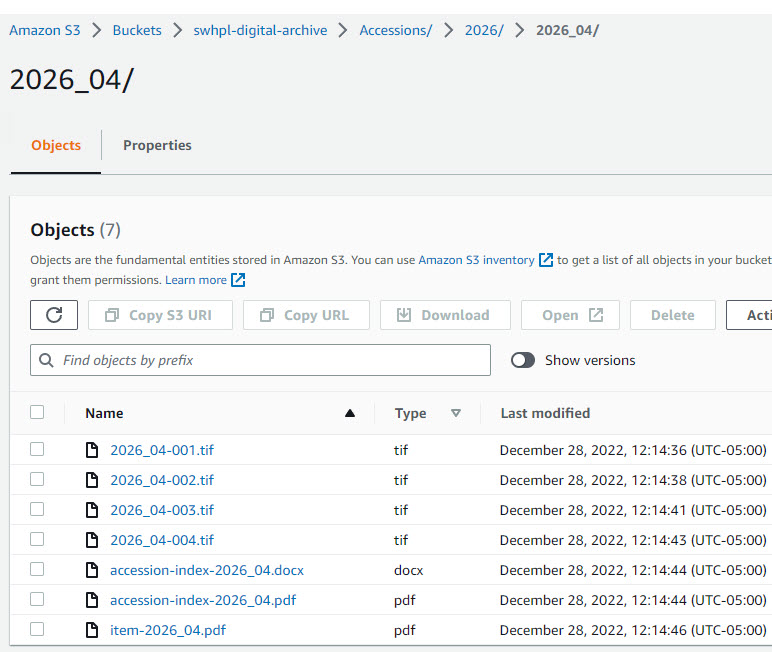 Amazon S3 > Buckets > swhpl-digital-archive > Accessions/ > 2026/ > 2026_04/
2026_04/
Objects Properties
Objects (7)
Objects are the fundamental entities stored in Amazon S3. You can use Amazon S3 inventory to get a list of all objects in your bucket
grant them permissions. Learn more
Copy S3 URI Copy URL Download Open Delete Acti
Find objects by prefix Show versions
Name Type Last modified
2026_04-001.tif tif December 28, 2022, 12:14:36 (UTC-05:00)
2026_04-002.tif tif December 28, 2022, 12:14:38 (UTC-05:00)
2026_04-003.tif tif December 28, 2022, 12:14:41 (UTC-05:00)
2026_04-004.tif tif December 28, 2022, 12:14:43 (UTC-05:00)
accession-index-2026_04.docx docx December 28, 2022, 12:14:44 (UTC-05:00)
accession-index-2026_04.pdf pdf December 28, 2022, 12:14:44 (UTC-05:00)
item-2026_04.pdf pdf December 28, 2022, 12:14:46 (UTC-05:00)